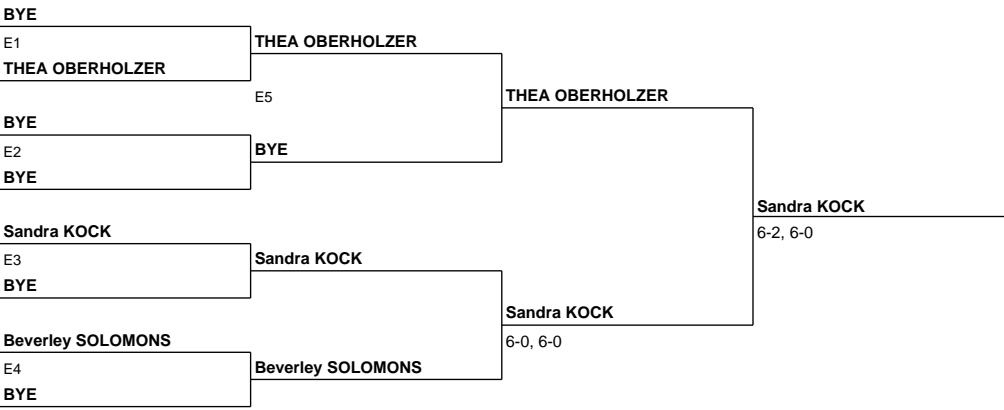 BYE
E1
THEA OBERHOLZER
BYE
E2
BYE
Sandra KOCK
E3
BYE
Beverley SOLOMONS
E4
BYE
THEA OBERHOLZER
E5
BYE
Sandra KOCK
Beverley SOLOMONS
THEA OBERHOLZER
Sandra KOCK
6-0, 6-0
Sandra KOCK
6-2, 6-0